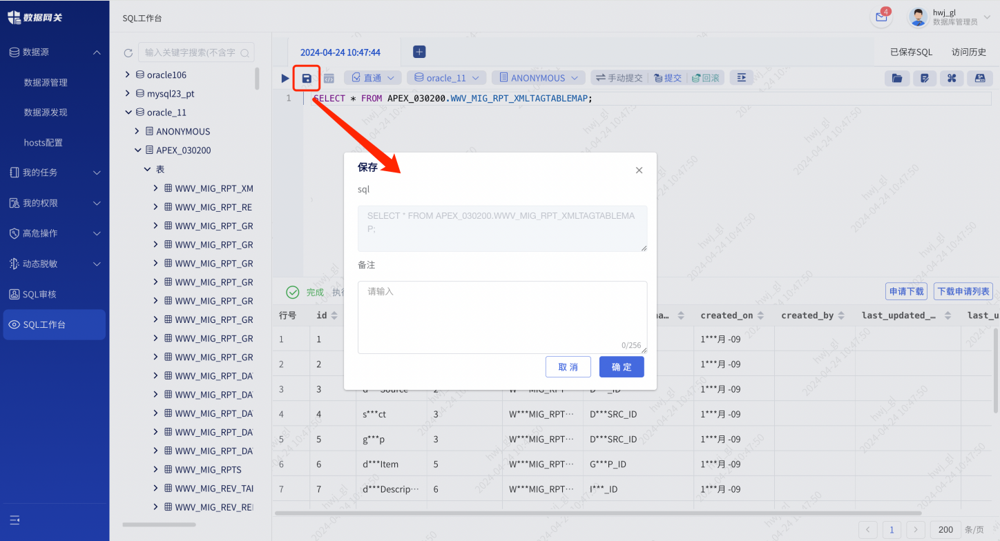 数据网关
数据源
数据源管理
数据源发现
hosts配置
我的任务
我的权限
高危操作
动态脱敏
SQL审核
SQL工作台
SQL工作台
4
hwj_gl
数据库管理员
输入关键字搜索(不含字
oracle106
mysql23_pt
oracle_11
ANONYMOUS
APEX_030200
表
WWV_MIG_RPT_XM
WWV_MIG_RPT_RE
WWV_MIG_RPT_GR
WWV_MIG_RPT_GR
WWV_MIG_RPT_GR
WWV_MIG_RPT_GR
WWV_MIG_RPT_GR
WWV_MIG_RPT_GR
WWV_MIG_RPT_GR
WWV_MIG_RPT_GR
WWV_MIG_RPT_DA
WWV_MIG_RPT_DA
WWV_MIG_RPT_DA
WWV_MIG_RPT_DA
WWV_MIG_RPT_DA
WWV_MIG_RPTS
WWV_MIG_REV_TAI
WWV_MIG_REV_RE
2024-04-24 10:47:44
已保存SQL 访问历史
直通 oracle_11 ANONYMOUS 手动提交 提交 回滚
1 SELECT * FROM APEX_030200.WWV_MIG_RPT_XMLTAGTABLEMAP;
保存
sql
SELECT * FROM APEX_030200.WWV_MIG_RPT_XMLTAGTABLEMA
P;
备注
请输入
0/256
取 消 确 定
完成 执行
申请下载 下载申请列表
行号 id created_on created_by last_updated_… last_u
1 1 1***月 -09
2 2 1***月 -09
3 3 d***Source 2 W***MIG_RPT··· D***_ID 1***月 -09
4 4 s***ct 3 W***MIG_RPT··· D***SRC_ID 1***月 -09
5 5 g***p 3 W***MIG_RPT··· D***SRC_ID 1***月 -09
6 6 d***Item 5 W***MIG_RPT··· G***P_ID 1***月 -09
7 7 d***Descrip··· 6 W***MIG_RPT··· I***_ID 1***月 -09
1 200 条/页
hwj_gl
2024-04-24 10:47:50